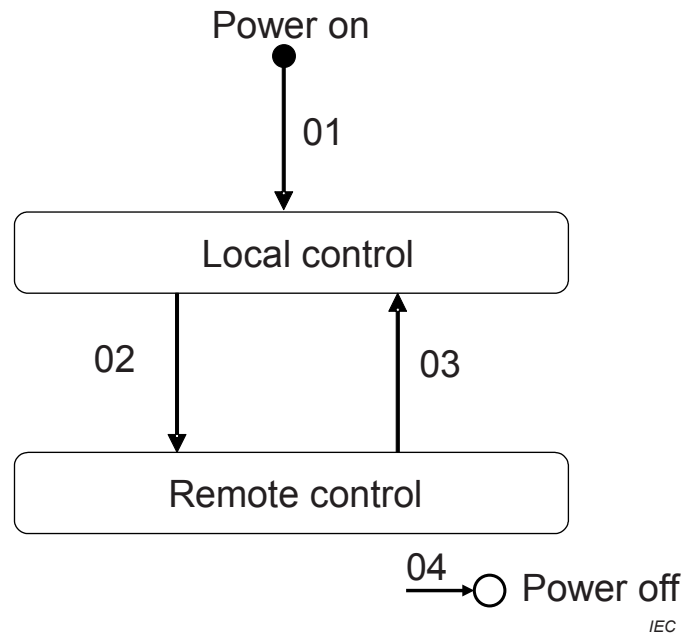 Power on
01
Local control
02
03
Remote control
04
Power off
IEC